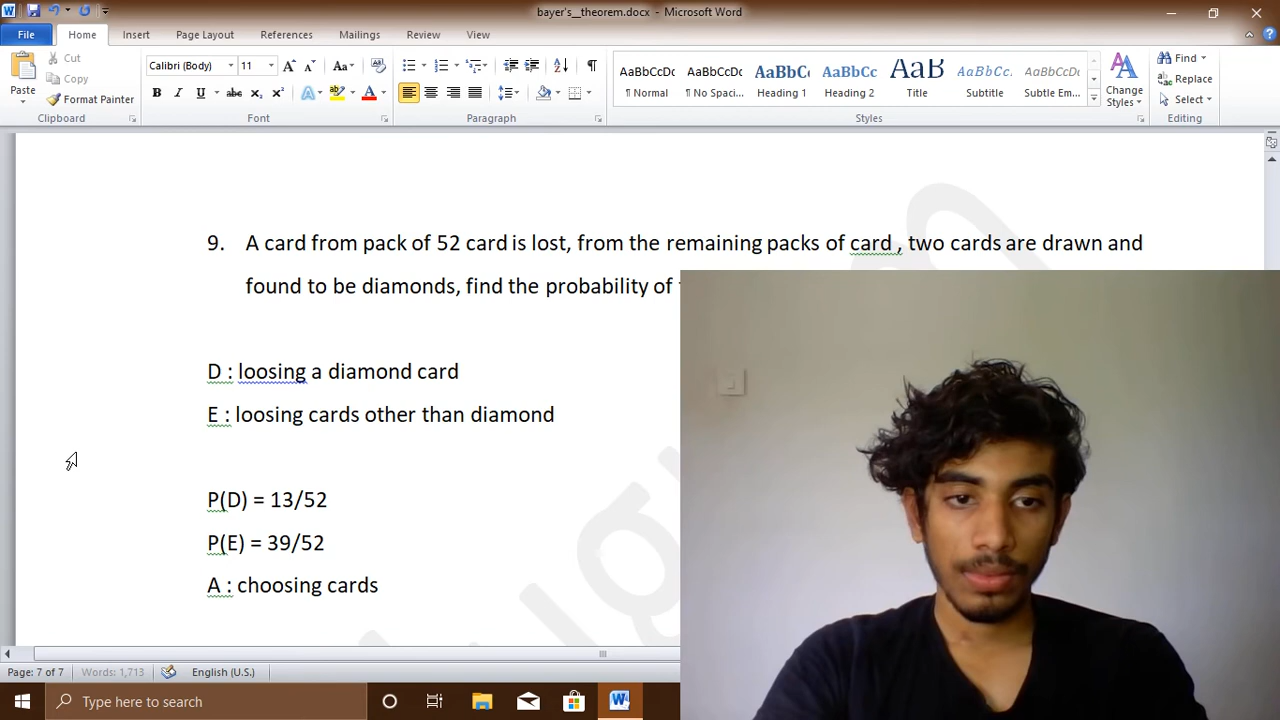 bayer's__theorem.docx - Microsoft Word
File Home Insert Page Layout References Mailings Review View
Paste Cut Copy Format Painter
Calibri (Body) 11
AaBbCcDc AaBbCcDc AaBbC AaBbCc AaB AaBbCc. AaBbCcDc
¶ Normal ¶ No Spaci... Heading 1 Heading 2 Title Subtitle Subtle Em...
Change Styles
Find Replace Select
Clipboard Font Paragraph Styles Editing
9. A card from pack of 52 card is lost, from the remaining packs of card , two cards are drawn and
found to be diamonds, find the probability of
D : loosing a diamond card
E : loosing cards other than diamond
P(D) = 13/52
P(E) = 39/52
A : choosing cards
Page: 7 of 7 Words: 1,713 English (U.S.)
Type here to search